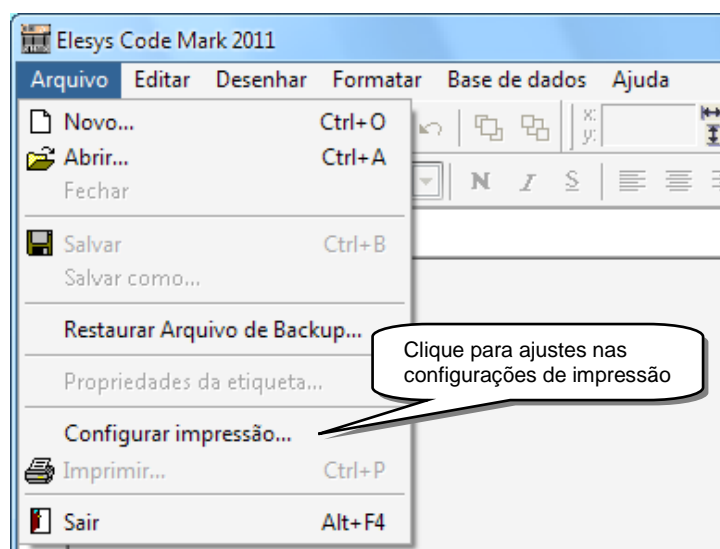 Elesys Code Mark 2011
Arquivo Editar Desenhar Formatar Base de dados Ajuda
Novo... Ctrl+O
x:
y:
Abrir... Ctrl+A
N I S
Fechar
Salvar Ctrl+B
Salvar como...
Restaurar Arquivo de Backup...
Clique para ajustes nas
configurações de impressão
Propriedades da etiqueta...
Configurar impressão...
Imprimir... Ctrl+P
Sair Alt+F4